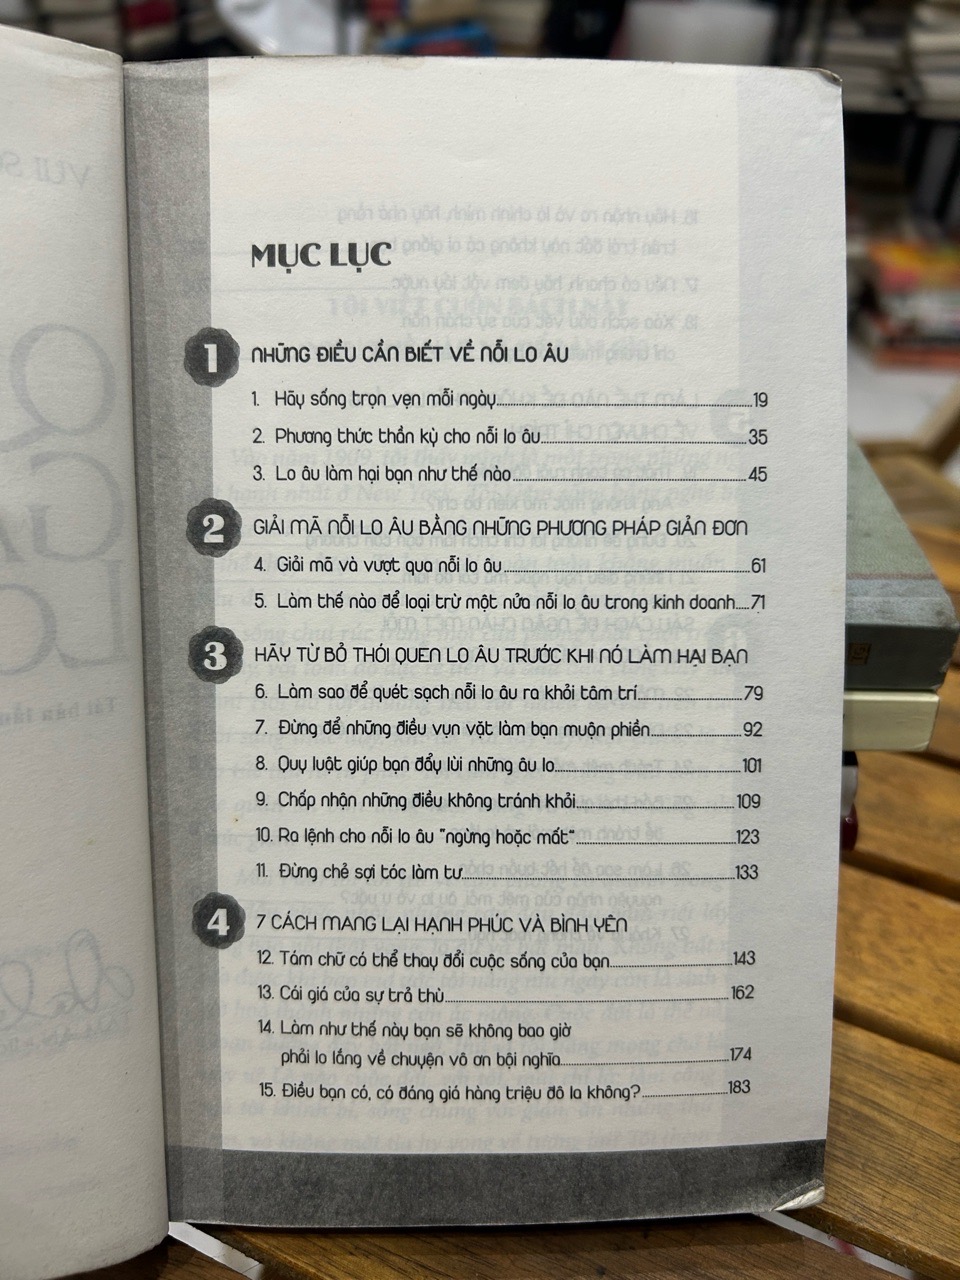 MỤC LỤC
1 NHỮNG ĐIỀU CẦN BIẾT VỀ NỖI LO ÂU
1. Hãy sống trọn vẹn mỗi ngày 19
2. Phương thức thần kỳ cho nỗi lo âu 35
3. Lo âu làm hại bạn như thế nào 45
2 GIẢI MÃ NỖI LO ÂU BẰNG NHỮNG PHƯƠNG PHÁP GIẢN ĐƠN
4. Giải mã và vượt qua nỗi lo âu 61
5. Làm thế nào để loại trừ một nửa nỗi lo âu trong kinh doanh 71
3 HÃY TỪ BỎ THÓI QUEN LO ÂU TRƯỚC KHI NÓ LÀM HẠI BẠN
6. Làm sao để quét sạch nỗi lo âu ra khỏi tâm trí 79
7. Đừng để những điều vụn vặt làm bạn muộn phiền 92
8. Quy luật giúp bạn đẩy lùi những âu lo 101
9. Chấp nhận những điều không tránh khỏi 109
10. Ra lệnh cho nỗi lo âu "ngừng hoặc mất" 123
11. Đừng chẻ sợi tóc làm tư 133
4 7 CÁCH MANG LẠI HẠNH PHÚC VÀ BÌNH YÊN
12. Tám chữ có thể thay đổi cuộc sống của bạn 143
13. Cái giá của sự trả thù 162
14. Làm như thế này bạn sẽ không bao giờ
phải lo lắng về chuyện vô ơn bội nghĩa 174
15. Điều bạn có, có đáng giá hàng triệu đô la không? 183